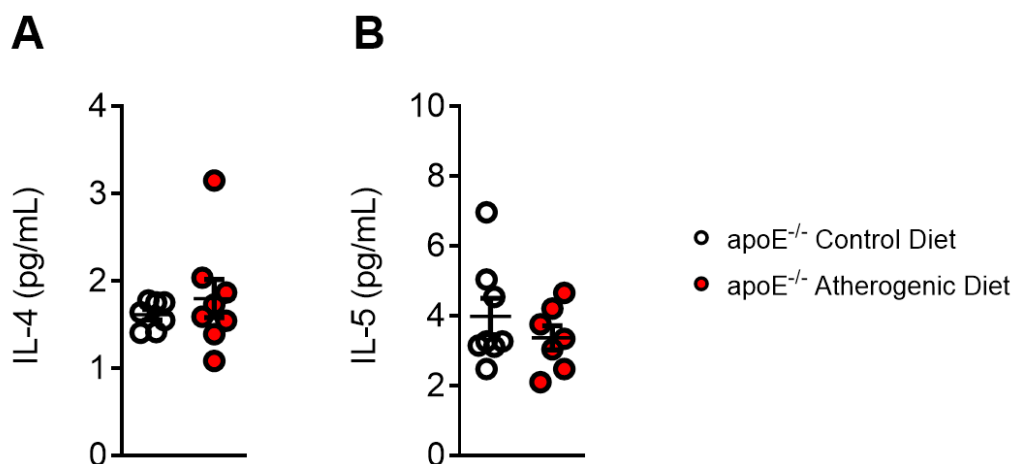 A
IL-4 (pg/mL)
4
3
2
1
0
B
IL-5 (pg/mL)
10
8
6
4
2
0
apoE-/- Control Diet
apoE-/- Atherogenic Diet